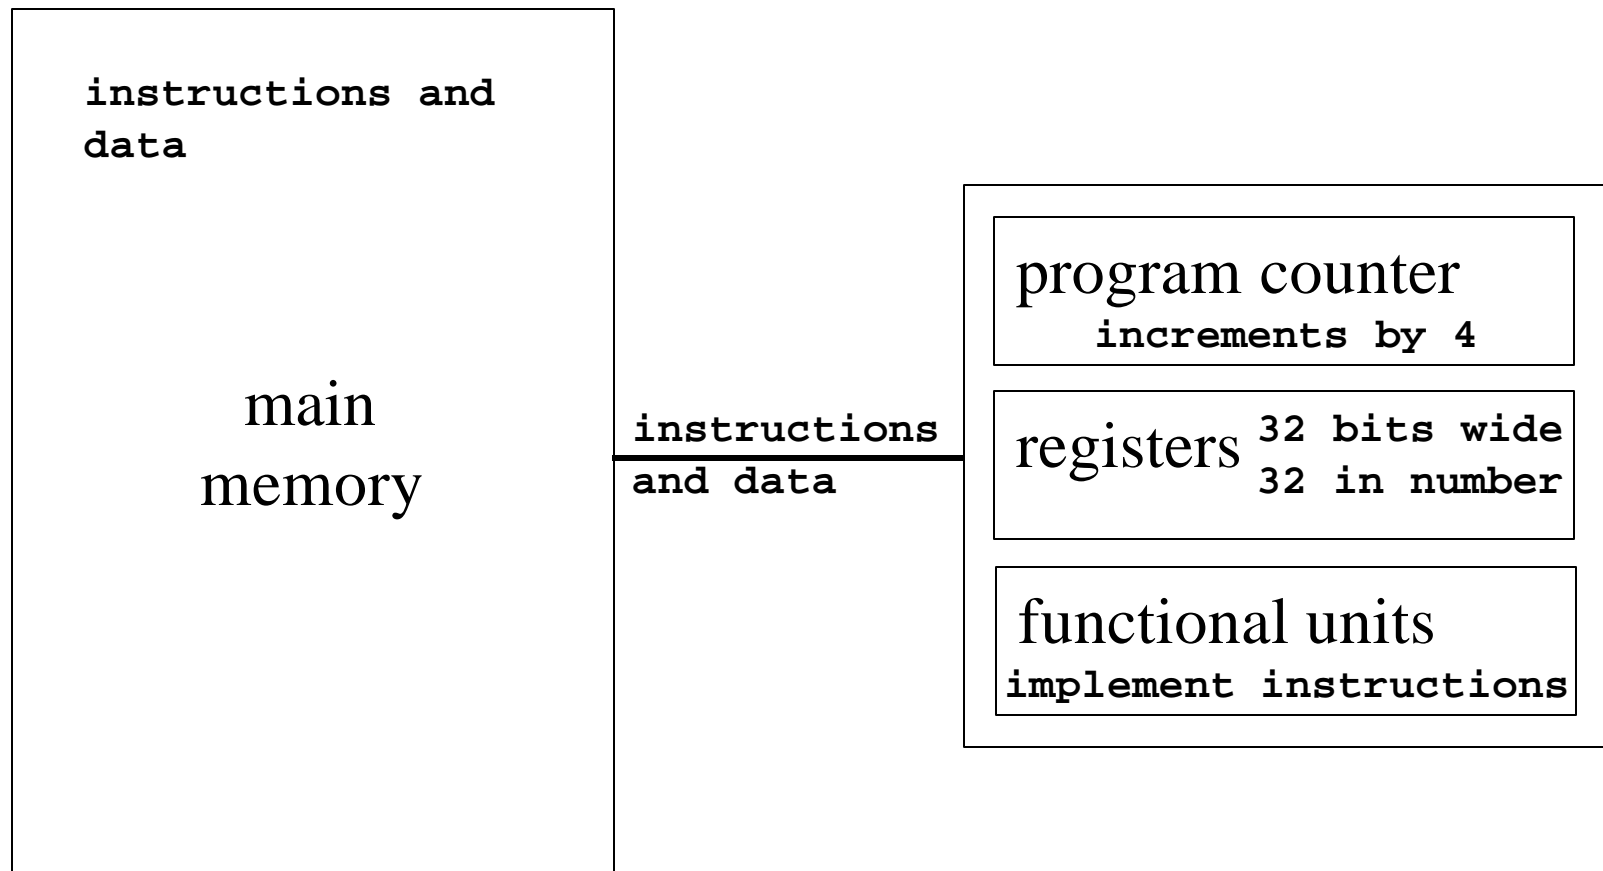 instructions and
data
main
memory
instructions
and data
program counter
increments by 4
registers
32 bits wide
32 in number
functional units
implement instructions